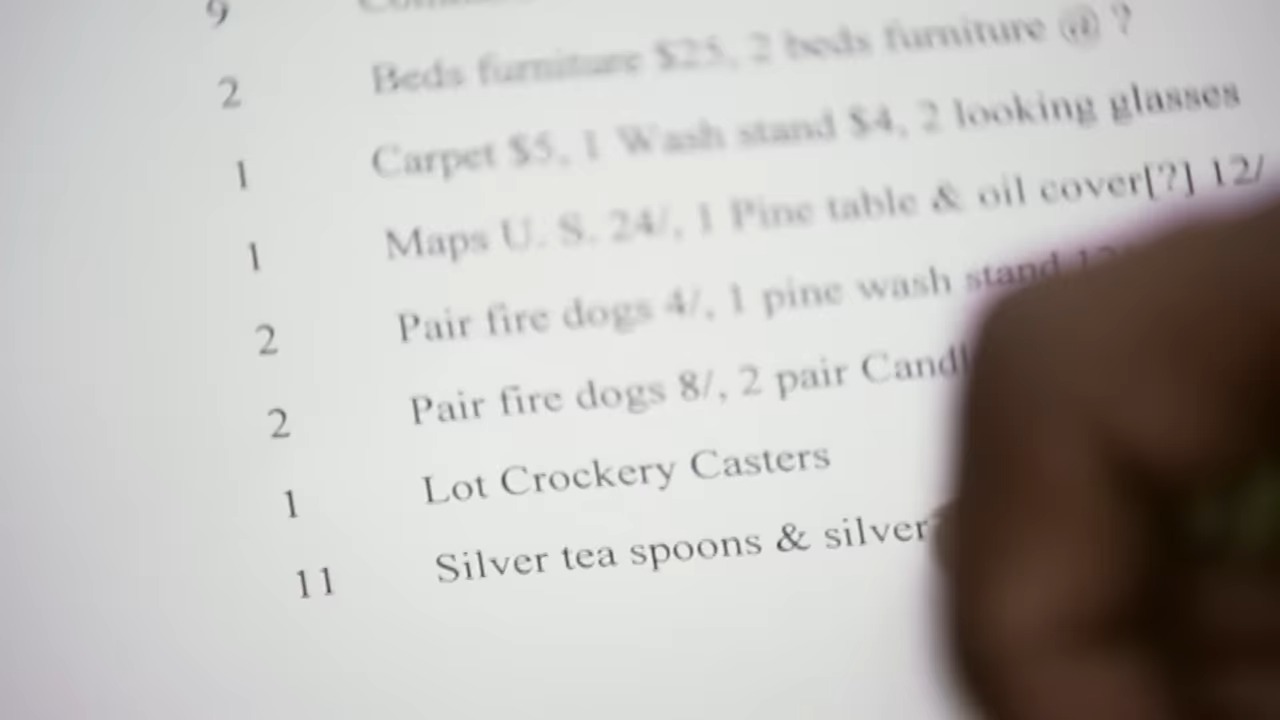 9
2 Beds furniture $25, 2 beds furniture @ ?
1 Carpet $5, 1 Wash stand $4, 2 looking glasses
1 Maps U. S. 24/, 1 Pine table & oil cover[?] 12/
2 Pair fire dogs 4/, 1 pine wash stand
2 Pair fire dogs 8/, 2 pair
1 Lot Crockery Casters
11 Silver tea spoons & silver